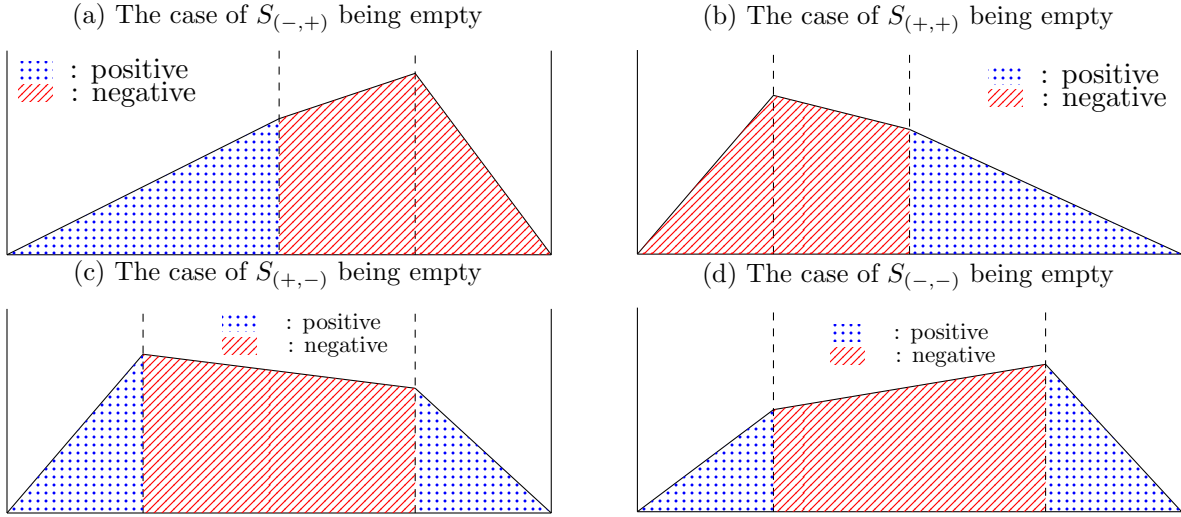 (a) The case of S(−,+) being empty
: positive
: negative
(b) The case of S(+,+) being empty
: positive
: negative
(c) The case of S(+,−) being empty
: positive
: negative
(d) The case of S(−,−) being empty
: positive
: negative